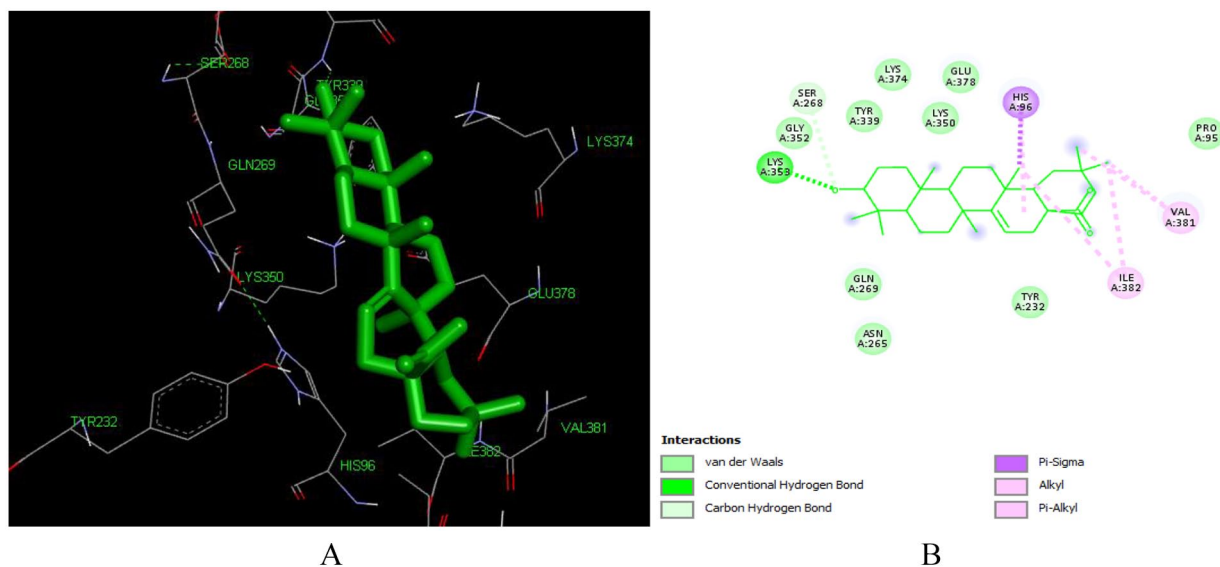 SER268
TYR339
LYS374
GLN269
LYS350
GLU378
TYR232
VAL381
HIS96
A
LYS
A:374
GLU
A:378
SER
A:268
HIS
A:96
TYR
A:339
LYS
A:350
GLY
A:352
PRO
A:95
LYS
A:353
VAL
A:381
GLN
A:269
ILE
A:382
TYR
A:232
ASN
A:265
Interactions
van der Waals
Conventional Hydrogen Bond
Carbon Hydrogen Bond
Pi-Sigma
Alkyl
Pi-Alkyl
B